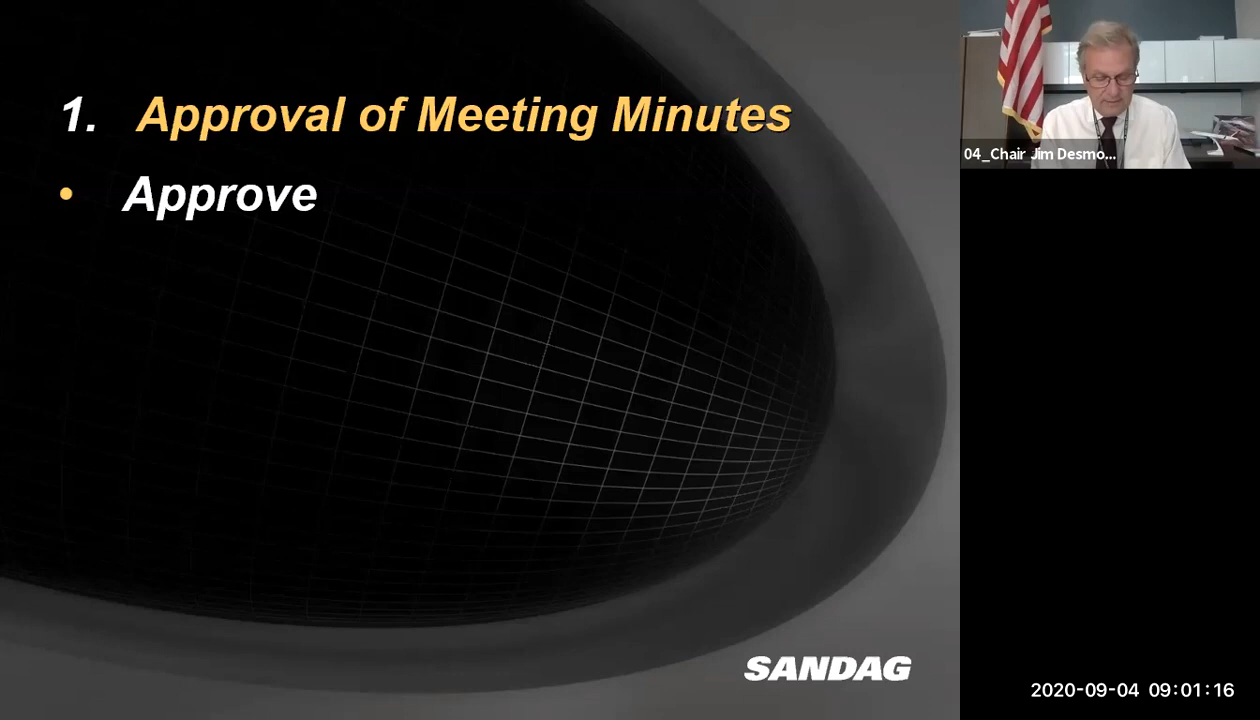 1. Approval of Meeting Minutes
• Approve
04_Chair Jim Desmo...
SANDAG
2020-09-04 09:01:16